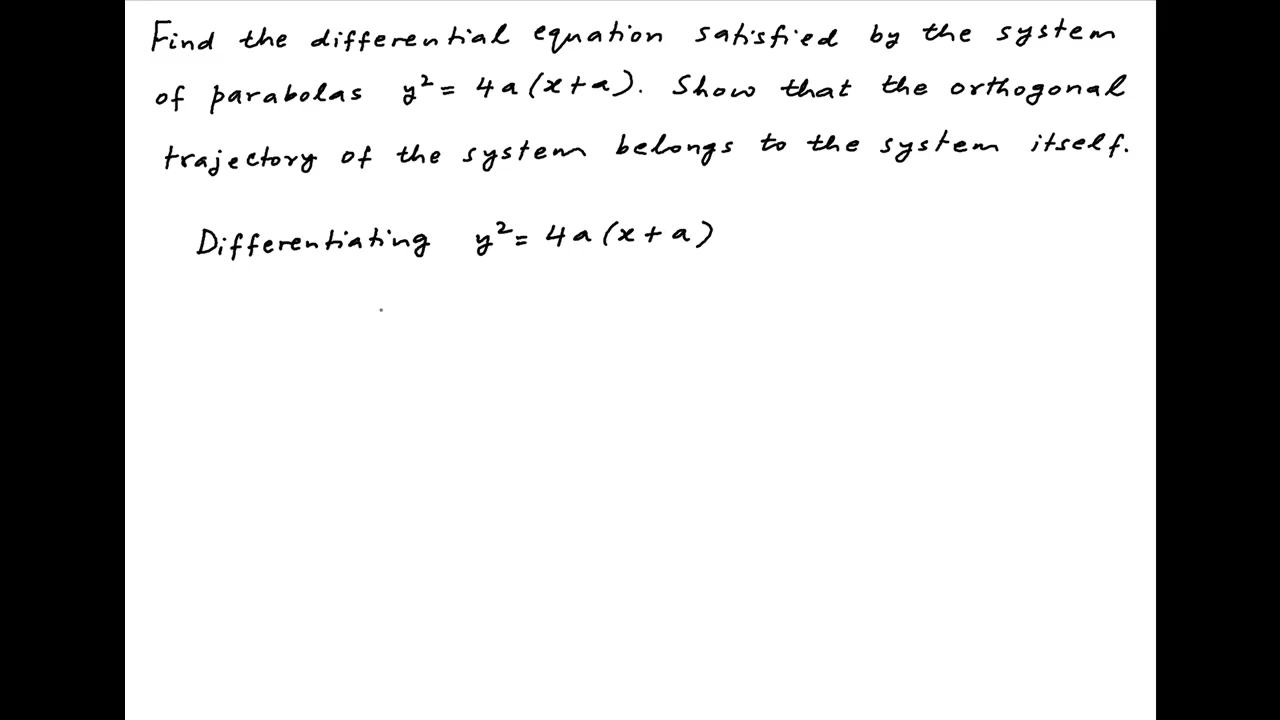 Find the differential equation satisfied by the system
of parabolas y² = 4a(x+a). Show that the orthogonal
trajectory of the system belongs to the system itself.
Differentiating y² = 4a(x+a)